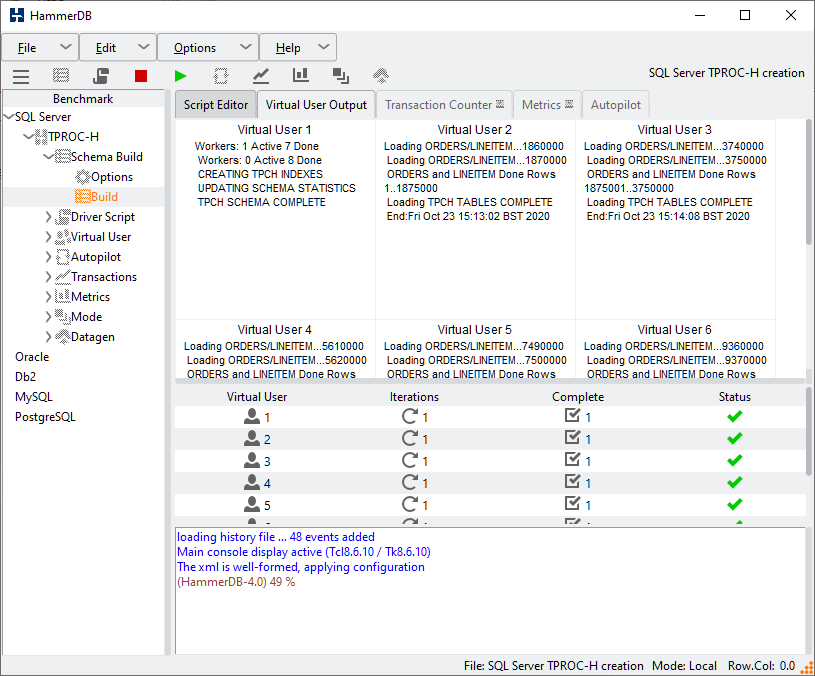 HammerDB
File Edit Options Help
SQL Server TPROC-H creation
Benchmark
SQL Server
TPROC-H
Schema Build
Options
Build
Driver Script
Virtual User
Autopilot
Transactions
Metrics
Mode
Datagen
Oracle
Db2
MySQL
PostgreSQL
Script Editor Virtual User Output Transaction Counter Metrics Autopilot
Virtual User 1
Workers: 1 Active 7 Done
Workers: 0 Active 8 Done
CREATING TPCH INDEXES
UPDATING SCHEMA STATISTICS
TPCH SCHEMA COMPLETE
Virtual User 2
Loading ORDERS/LINEITEM...1860000
Loading ORDERS/LINEITEM...1870000
ORDERS and LINEITEM Done Rows
1..1875000
Loading TPCH TABLES COMPLETE
End:Fri Oct 23 15:13:02 BST 2020
Virtual User 3
Loading ORDERS/LINEITEM...3740000
Loading ORDERS/LINEITEM...3750000
ORDERS and LINEITEM Done Rows
1875001..3750000
Loading TPCH TABLES COMPLETE
End:Fri Oct 23 15:14:08 BST 2020
Virtual User 4
Loading ORDERS/LINEITEM...5610000
Loading ORDERS/LINEITEM...5620000
ORDERS and LINEITEM Done Rows
Virtual User 5
Loading ORDERS/LINEITEM...7490000
Loading ORDERS/LINEITEM...7500000
ORDERS and LINEITEM Done Rows
Virtual User 6
Loading ORDERS/LINEITEM...9360000
Loading ORDERS/LINEITEM...9370000
ORDERS and LINEITEM Done Rows
Virtual User Iterations Complete Status
1 1 1
2 1 1
3 1 1
4 1 1
5 1 1
loading history file ... 48 events added
Main console display active (Tcl8.6.10 / Tk8.6.10)
The xml is well-formed, applying configuration
(HammerDB-4.0) 49 %
File: SQL Server TPROC-H creation Mode: Local Row.Col: 0.0